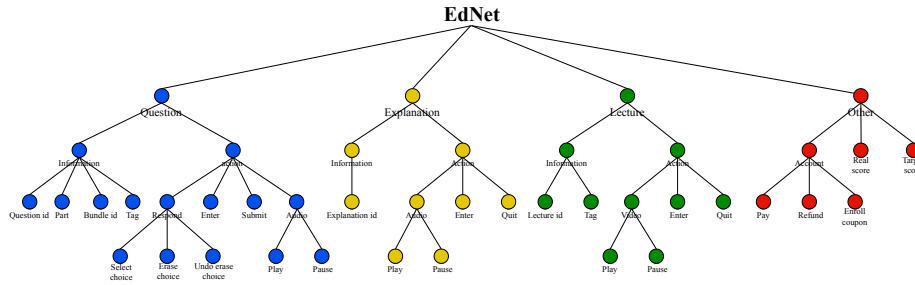 EdNet
Question
Explanation
Lecture
Other
Information
action
Information
Action
Information
Action
Account
Real
score
Question id
Part
Bundle id
Tag
Respond
Enter
Submit
Audio
Explanation id
Audio
Enter
Quit
Lecture id
Tag
Video
Enter
Quit
Pay
Refund
Enroll
coupon
Select
choice
Erase
choice
Undo erase
choice
Play
Pause
Play
Pause
Play
Pause